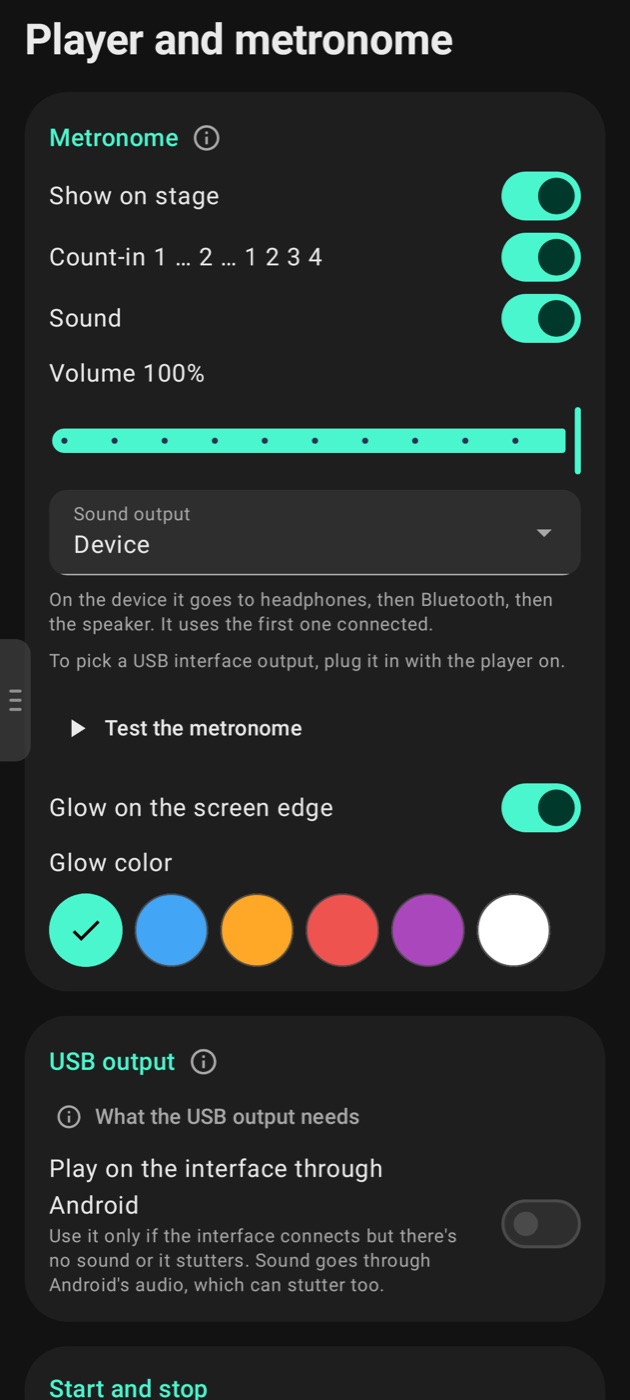 Player and metronome
Metronome
Show on stage
Count-in 1 … 2 … 1 2 3 4
Sound
Volume 100%
Sound output
Device
On the device it goes to headphones, then Bluetooth, then
the speaker. It uses the first one connected.
To pick a USB interface output, plug it in with the player on.
Test the metronome
Glow on the screen edge
Glow color
USB output
What the USB output needs
Play on the interface through
Android
Use it only if the interface connects but there's
no sound or it stutters. Sound goes through
Android's audio, which can stutter too.
Start and stop